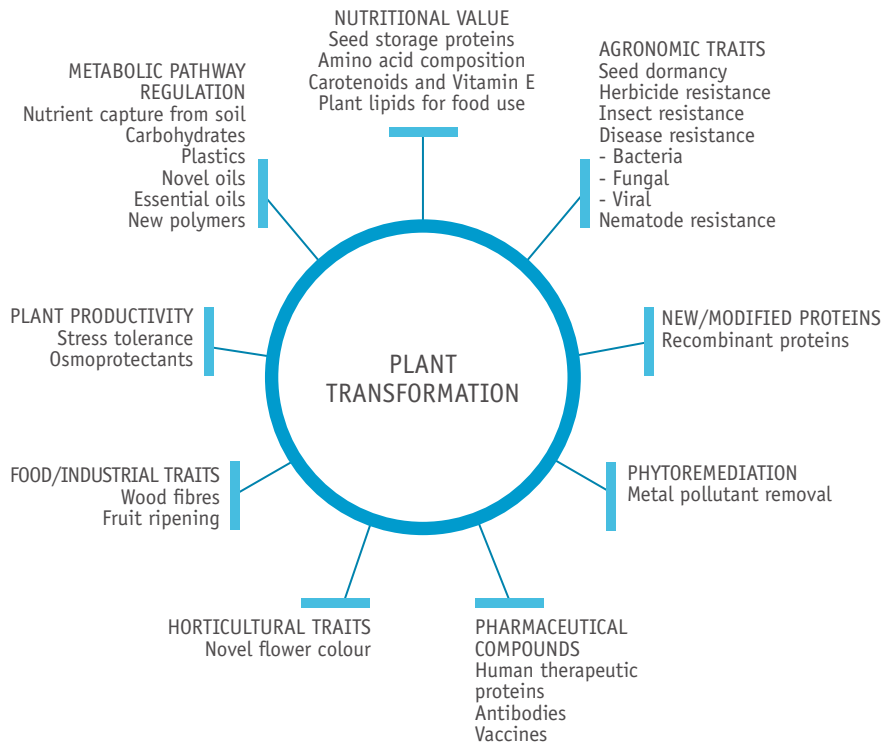 NUTRITIONAL VALUE
Seed storage proteins
Amino acid composition
Carotenoids and Vitamin E
Plant lipids for food use
AGRONOMIC TRAITS
Seed dormancy
Herbicide resistance
Insect resistance
Disease resistance
- Bacteria
- Fungal
- Viral
Nematode resistance
NEW/MODIFIED PROTEINS
Recombinant proteins
PHYTOREMEDIATION
Metal pollutant removal
PHARMACEUTICAL
COMPOUNDS
Human therapeutic
proteins
Antibodies
Vaccines
HORTICULTURAL TRAITS
Novel flower colour
FOOD/INDUSTRIAL TRAITS
Wood fibres
Fruit ripening
PLANT PRODUCTIVITY
Stress tolerance
Osmoprotectants
METABOLIC PATHWAY
REGULATION
Nutrient capture from soil
Carbohydrates
Plastics
Novel oils
Essential oils
New polymers
PLANT
TRANSFORMATION